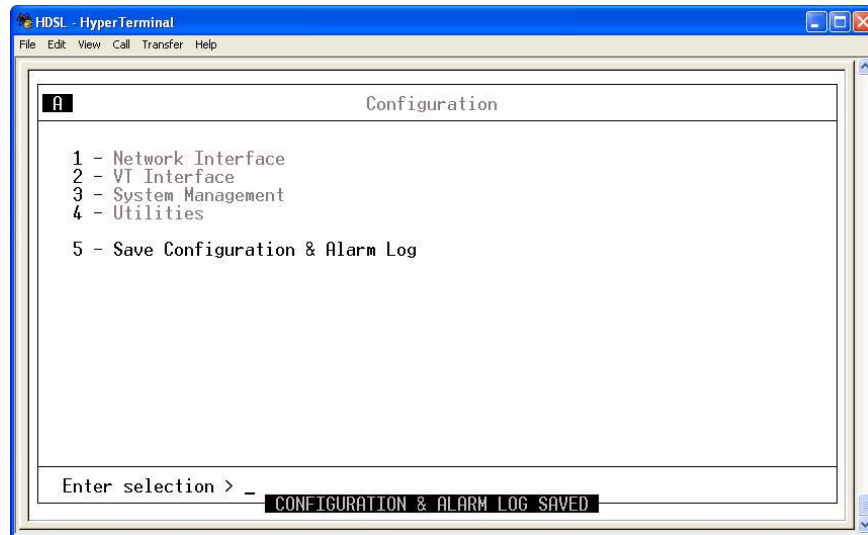 HDSL - HyperTerminal
File Edit View Call Transfer Help
A Configuration
1 - Network Interface
2 - VT Interface
3 - System Management
4 - Utilities
5 - Save Configuration & Alarm Log
Enter selection > _
CONFIGURATION & ALARM LOG SAVED